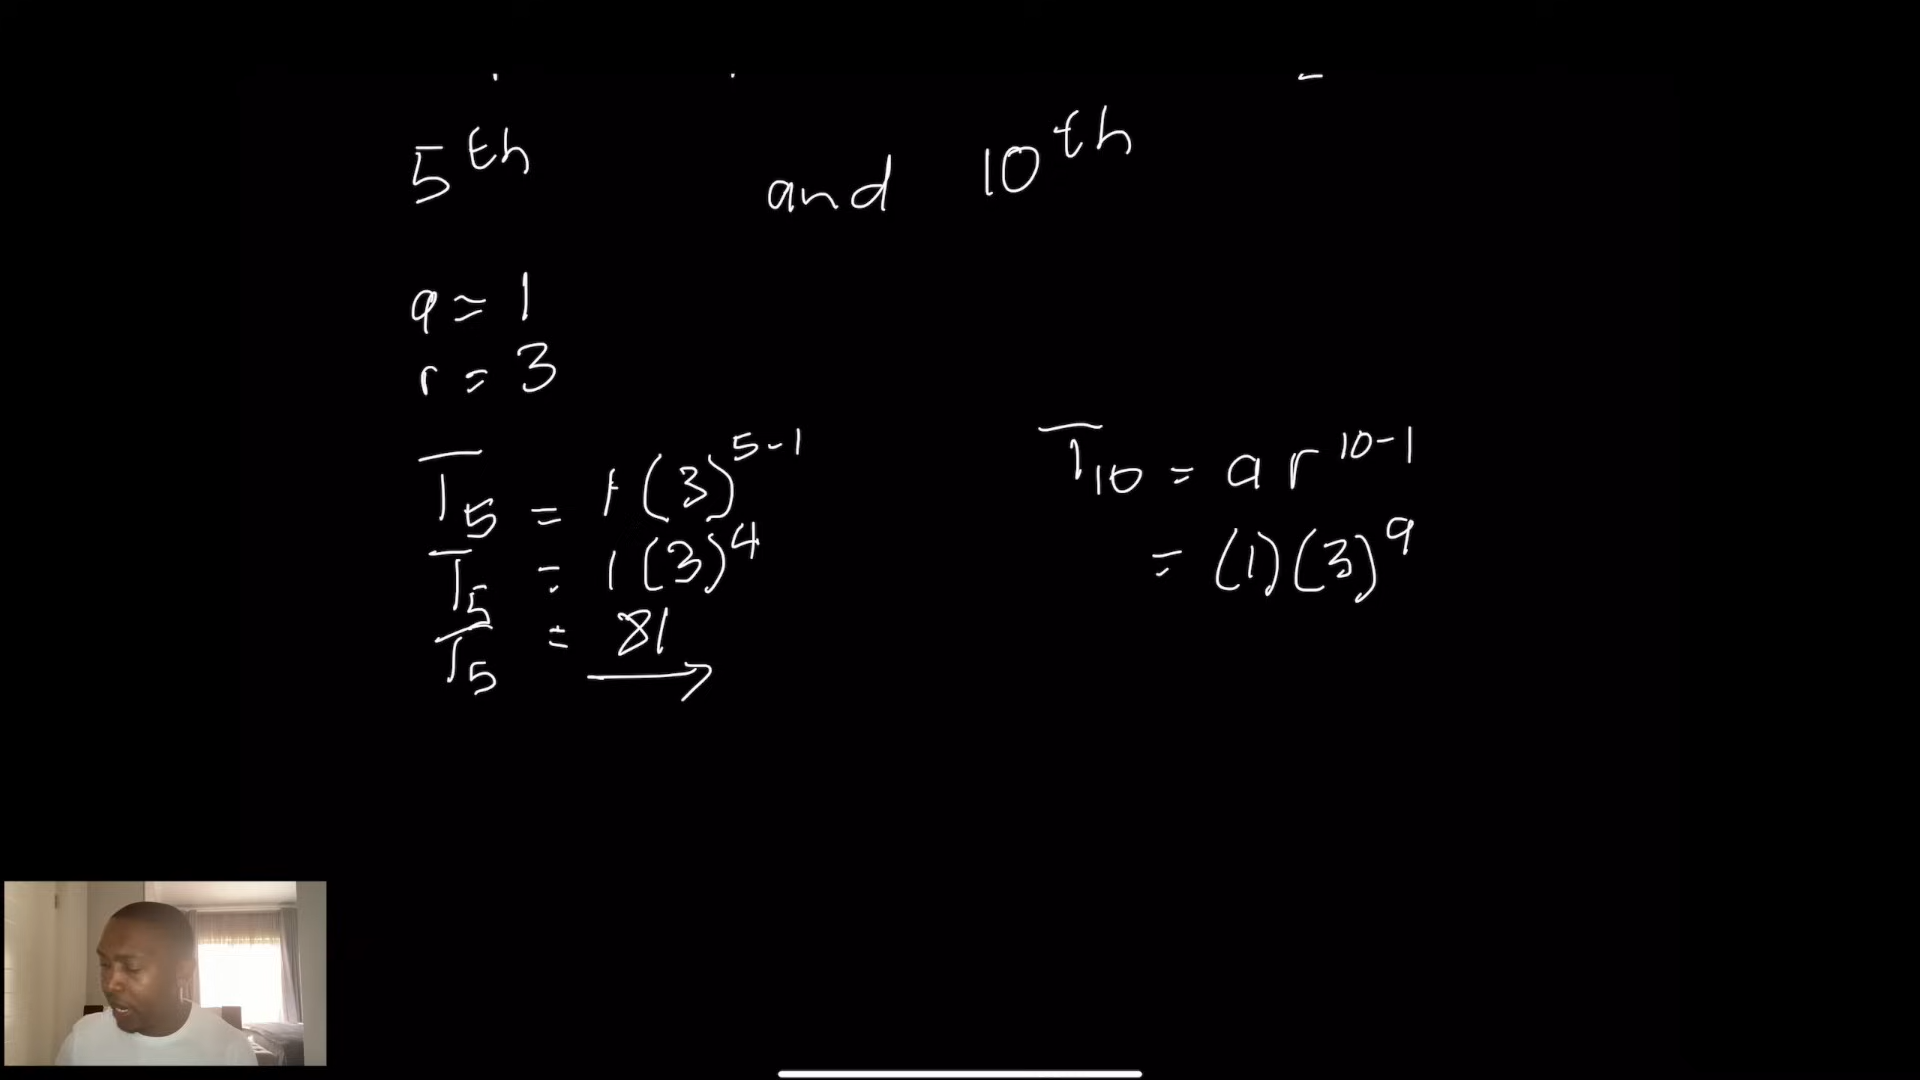 5th and 10th
a = 1
r = 3
T5 = 1(3)^5-1
T5 = 1(3)^4
T5 = 81
T10 = ar^10-1
= (1)(3)^9